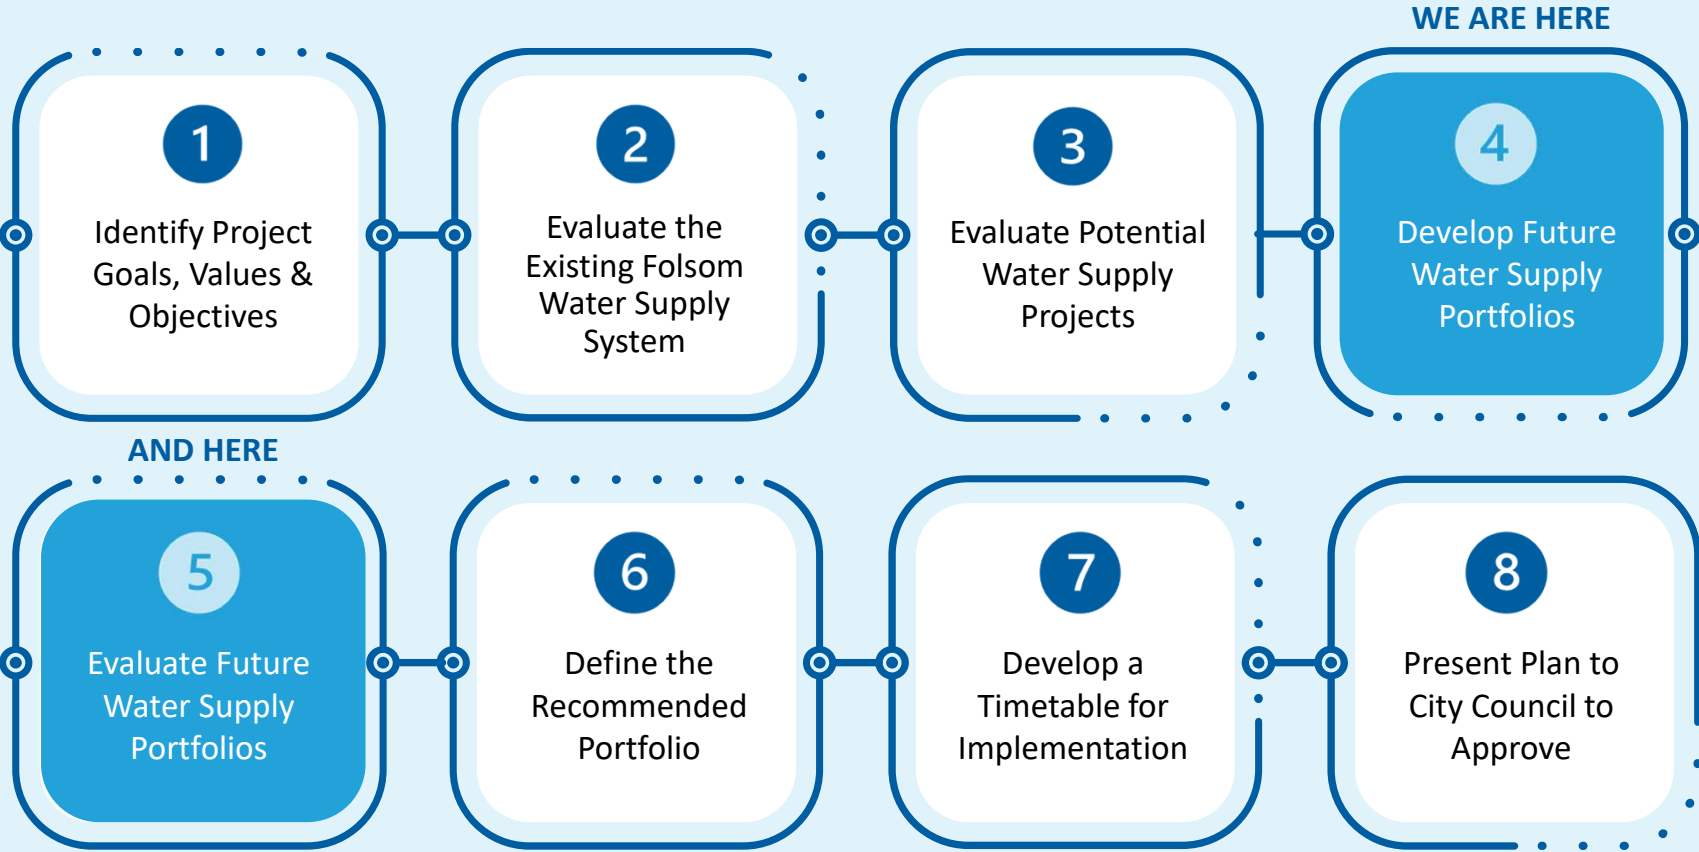 WE ARE HERE
1
Identify Project
Goals, Values &
Objectives
2
Evaluate the
Existing Folsom
Water Supply
System
3
Evaluate Potential
Water Supply
Projects
4
Develop Future
Water Supply
Portfolios
AND HERE
5
Evaluate Future
Water Supply
Portfolios
6
Define the
Recommended
Portfolio
7
Develop a
Timetable for
Implementation
8
Present Plan to
City Council to
Approve